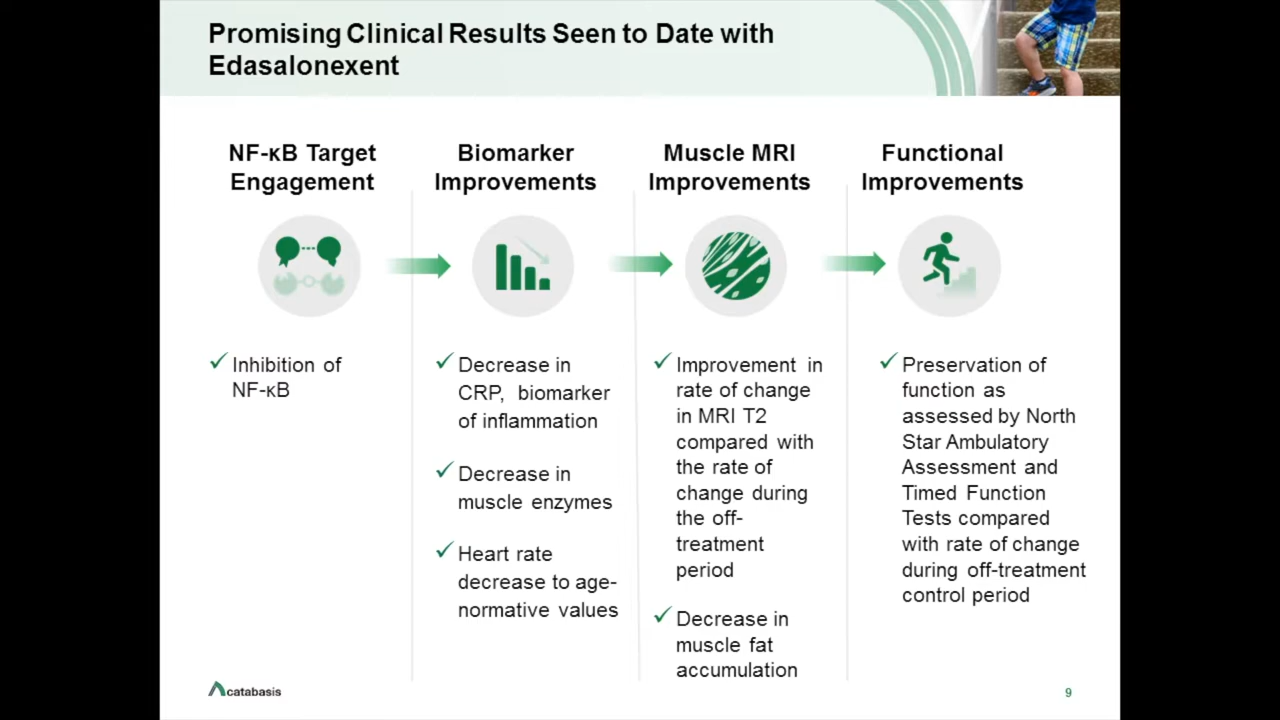 Promising Clinical Results Seen to Date with
Edasalonexent
NF-κB Target
Engagement
Inhibition of
NF-κB
Biomarker
Improvements
Decrease in
CRP, biomarker
of inflammation
Decrease in
muscle enzymes
Heart rate
decrease to age-
normative values
Muscle MRI
Improvements
Improvement in
rate of change
in MRI T2
compared with
the rate of
change during
the off-
treatment
period
Decrease in
muscle fat
accumulation
Functional
Improvements
Preservation of
function as
assessed by North
Star Ambulatory
Assessment and
Timed Function
Tests compared
with rate of change
during off-treatment
control period
catabasis
9